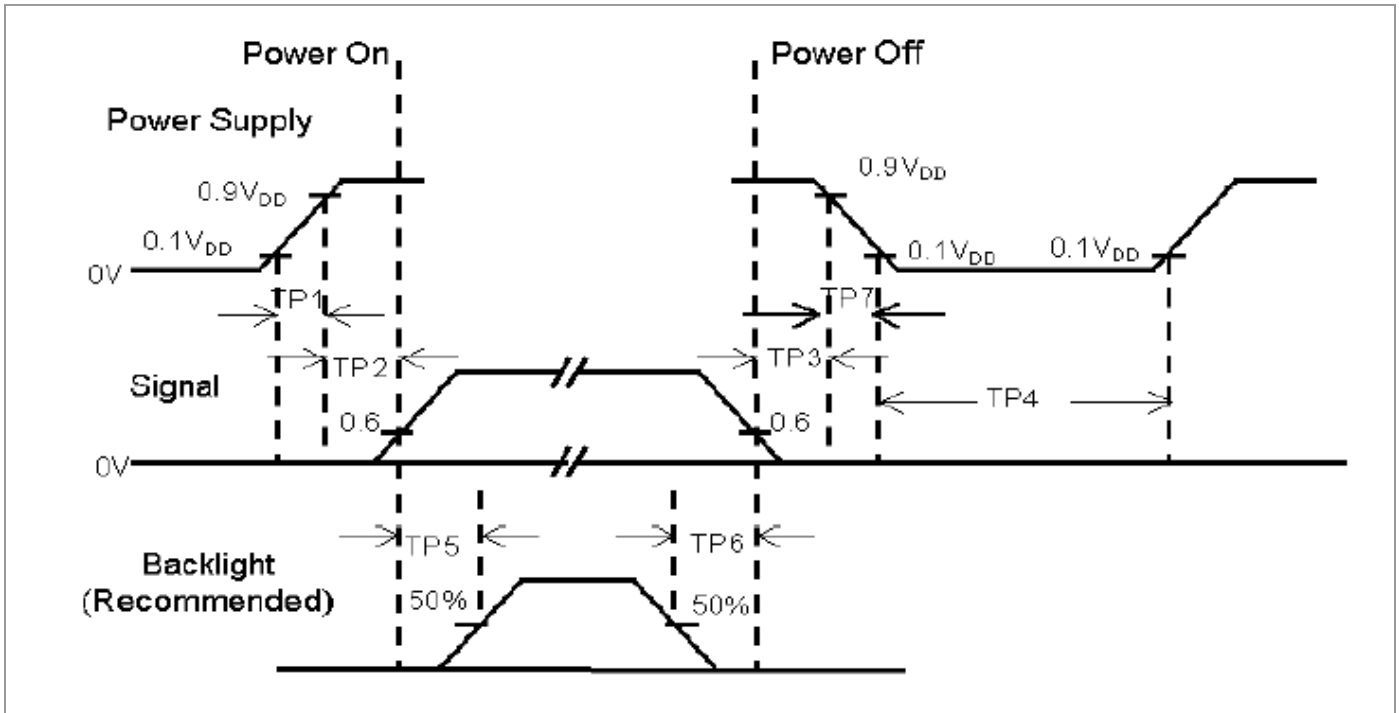 Power On
Power Off
Power Supply
0.9VDD
0.9VDD
0.1VDD
0.1VDD
0.1VDD
0V
TP1
TP7
TP2
TP3
Signal
TP4
0.6
0.6
0V
TP5
TP6
Backlight
(Recommended)
50%
50%